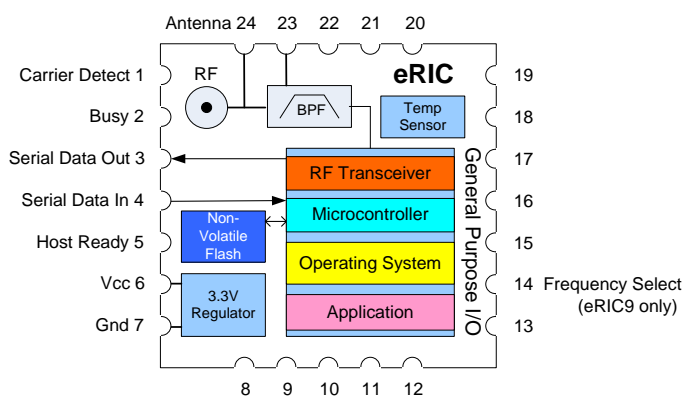 Antenna 24 23 22 21 20
Carrier Detect 1
RF
eRIC
19
Busy 2
BPF
Temp
Sensor
18
Serial Data Out 3
RF Transceiver
17
Serial Data In 4
Microcontroller
16
Non-
Volatile
Flash
Host Ready 5
Operating System
15
General Purpose I/O
Vcc 6
3.3V
Regulator
14 Frequency Select
(eRIC9 only)
Gnd 7
Application
13
8 9 10 11 12